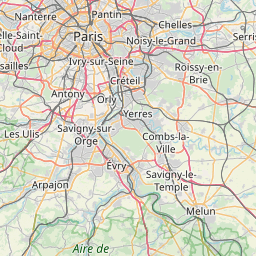 Nanterre
Pantin
Chelles
elle-Saint-
Cloud
Paris
Noisy-le-Grand
Serris
Ivry-sur-Seine
Créteil
Roissy-en-
Brie
Antony
Orly
Yerres
Les Ulis
Savigny-sur-
Orge
Combs-la-
Ville
Évry
Savigny-le-
Temple
Arpajon
Melun
Aire de